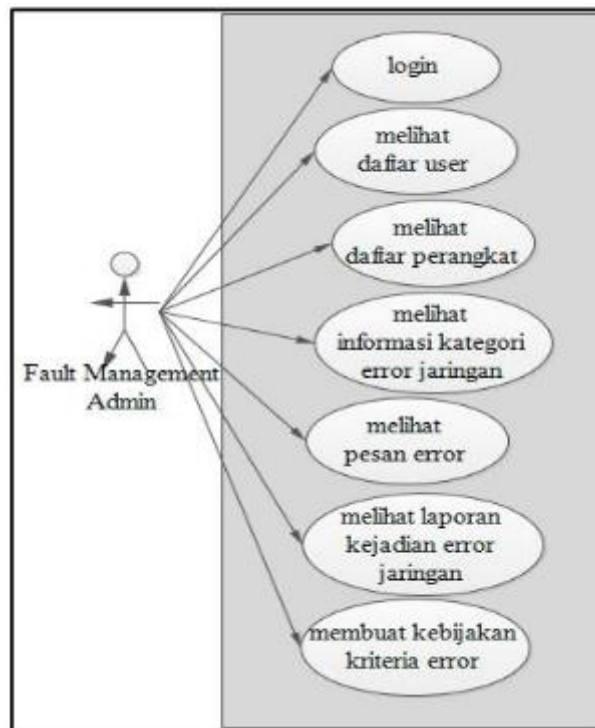 login
melihat
daftar user
melihat
daftar perangkat
melihat
informasi kategori
error jaringan
Fault Management
Admin
melihat
pesan error
melihat laporan
kejadian error
jaringan
membuat kebijakan
kriteria error